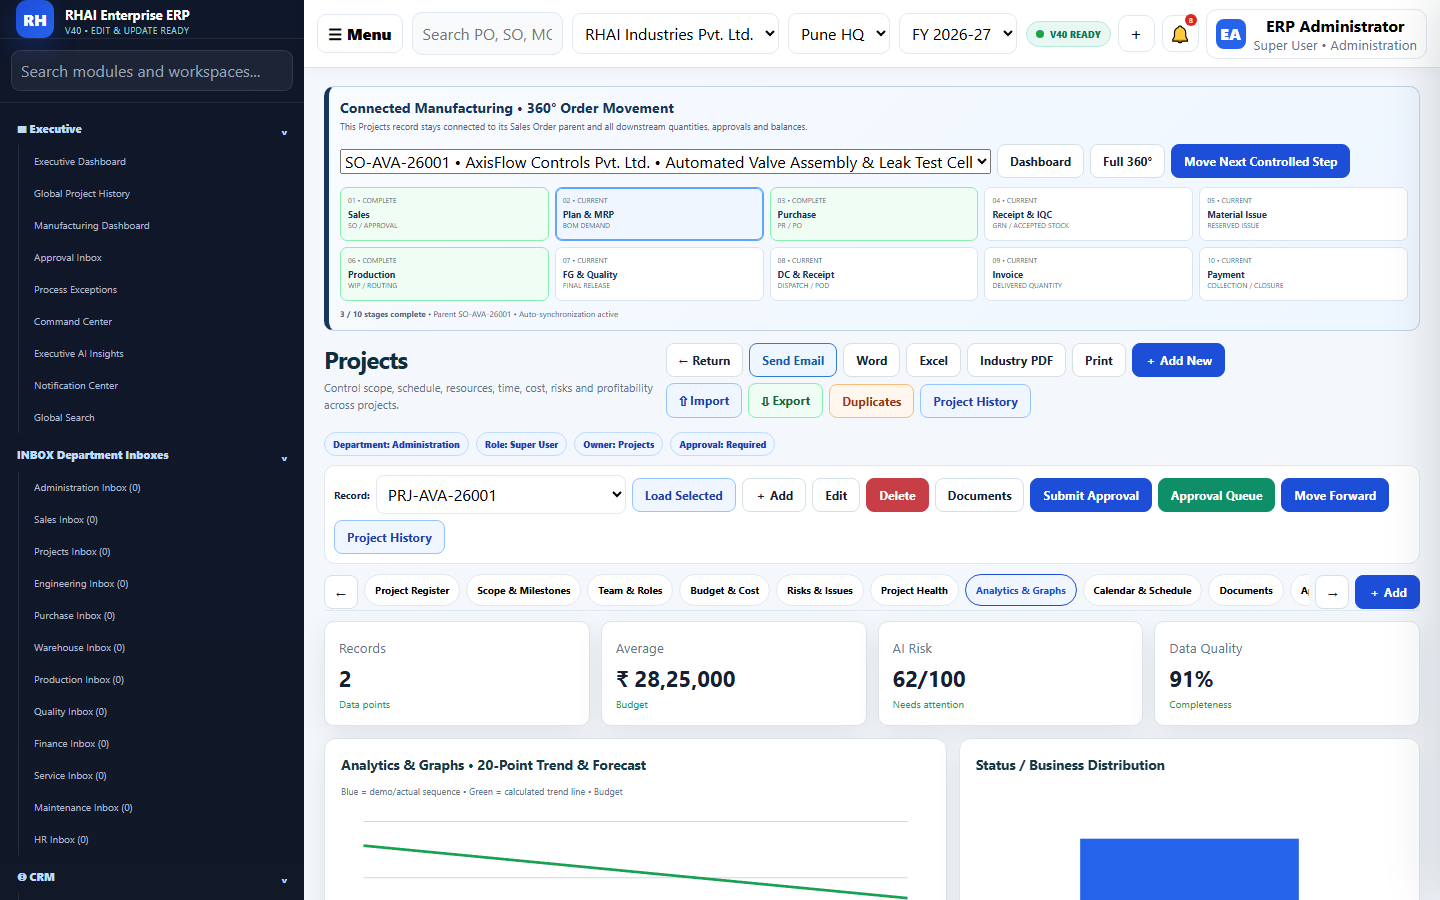 RH
RHAI Enterprise ERP
V40 • EDIT & UPDATE READY
Search modules and workspaces...
Executive
Executive Dashboard
Global Project History
Manufacturing Dashboard
Approval Inbox
Process Exceptions
Command Center
Executive AI Insights
Notification Center
Global Search
INBOX Department Inboxes
Administration Inbox (0)
Sales Inbox (0)
Projects Inbox (0)
Engineering Inbox (0)
Purchase Inbox (0)
Warehouse Inbox (0)
Production Inbox (0)
Quality Inbox (0)
Finance Inbox (0)
Service Inbox (0)
Maintenance Inbox (0)
HR Inbox (0)
CRM
☰ Menu
Search PO, SO, MC
RHAI Industries Pvt. Ltd.
Pune HQ
FY 2026-27
V40 READY
+
8
EA
ERP Administrator
Super User • Administration
Connected Manufacturing • 360° Order Movement
This Projects record stays connected to its Sales Order parent and all downstream quantities, approvals and balances.
SO-AVA-26001 • AxisFlow Controls Pvt. Ltd. • Automated Valve Assembly & Leak Test Cell
Dashboard
Full 360°
Move Next Controlled Step
01 • COMPLETE
Sales
SO / APPROVAL
02 • CURRENT
Plan & MRP
BOM DEMAND
03 • COMPLETE
Purchase
PR / PO
04 • CURRENT
Receipt & IQC
GRN / ACCEPTED STOCK
05 • CURRENT
Material Issue
RESERVED ISSUE
06 • COMPLETE
Production
WIP / ROUTING
07 • CURRENT
FG & Quality
FINAL RELEASE
08 • CURRENT
DC & Receipt
DISPATCH / POD
09 • CURRENT
Invoice
DELIVERED QUANTITY
10 • CURRENT
Payment
COLLECTION / CLOSURE
3 / 10 stages complete • Parent SO-AVA-26001 • Auto-synchronization active
Projects
Control scope, schedule, resources, time, cost, risks and profitability
across projects.
← Return
Send Email
Word
Excel
Industry PDF
Print
+ Add New
⇧ Import
⇩ Export
Duplicates
Project History
Department: Administration
Role: Super User
Owner: Projects
Approval: Required
Record:
PRJ-AVA-26001
Load Selected
+ Add
Edit
Delete
Documents
Submit Approval
Approval Queue
Move Forward
Project History
←
Project Register
Scope & Milestones
Team & Roles
Budget & Cost
Risks & Issues
Project Health
Analytics & Graphs
Calendar & Schedule
Documents
→
+ Add
Records
2
Data points
Average
₹ 28,25,000
Budget
AI Risk
62/100
Needs attention
Data Quality
91%
Completeness
Analytics & Graphs • 20-Point Trend & Forecast
Blue = demo/actual sequence • Green = calculated trend line • Budget
Status / Business Distribution